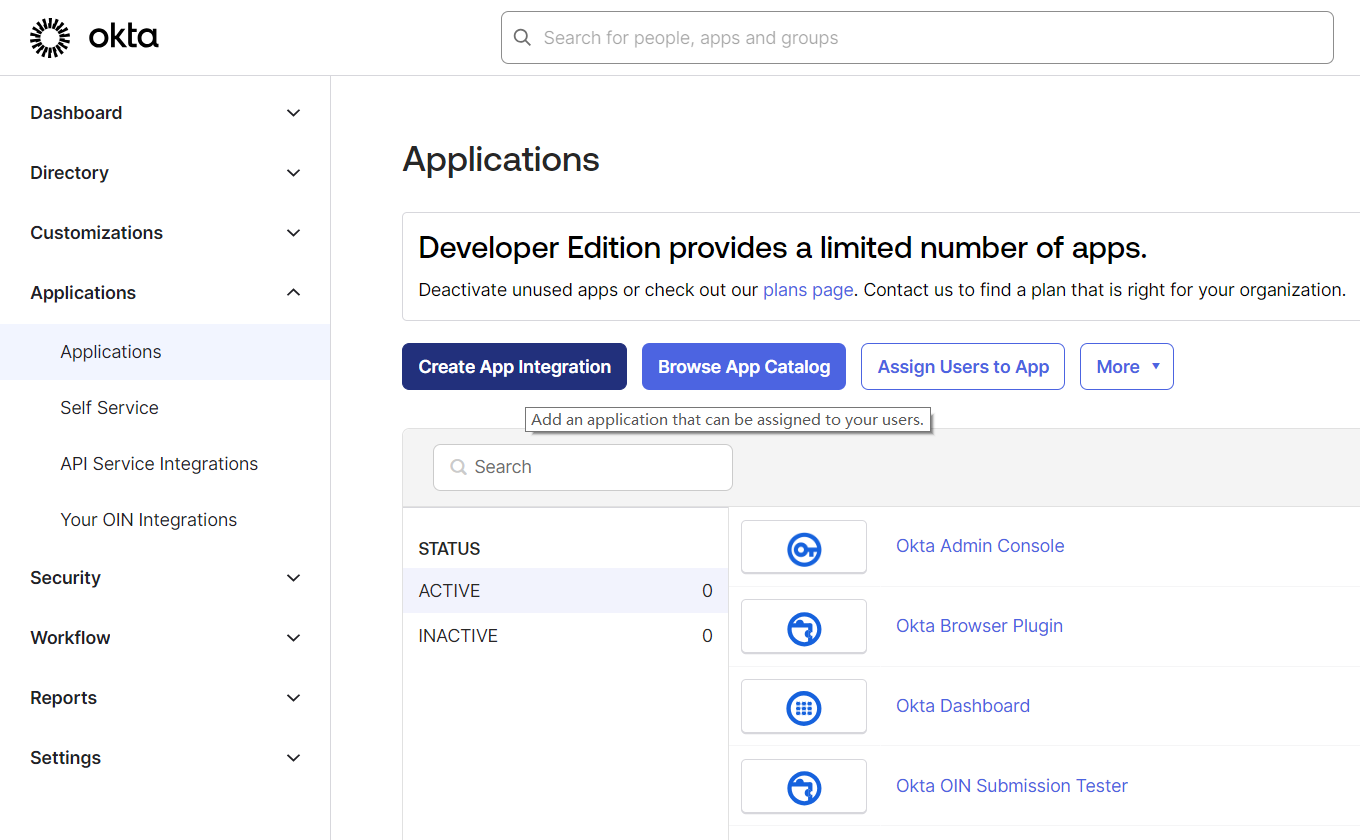 okta
Search for people, apps and groups
Dashboard
Directory
Customizations
Applications
Applications
Self Service
API Service Integrations
Your OIN Integrations
Security
Workflow
Reports
Settings
Applications
Developer Edition provides a limited number of apps.
Deactivate unused apps or check out our plans page. Contact us to find a plan that is right for your organization.
Create App Integration
Browse App Catalog
Assign Users to App
More
Add an application that can be assigned to your users.
Search
STATUS
ACTIVE 0
INACTIVE 0
Okta Admin Console
Okta Browser Plugin
Okta Dashboard
Okta OIN Submission Tester